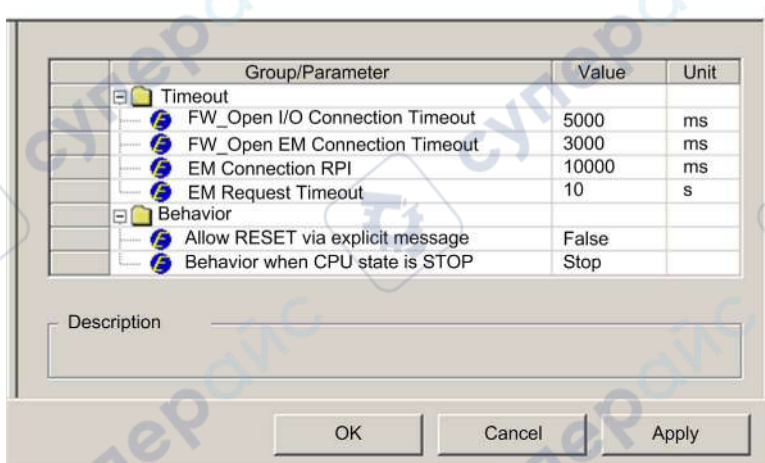 Group/Parameter Value Unit
Timeout
FW_Open I/O Connection Timeout 5000 ms
FW_Open EM Connection Timeout 3000 ms
EM Connection RPI 10000 ms
EM Request Timeout 10 s
Behavior
Allow RESET via explicit message False
Behavior when CPU state is STOP Stop
Description
OK Cancel Apply
суперайс